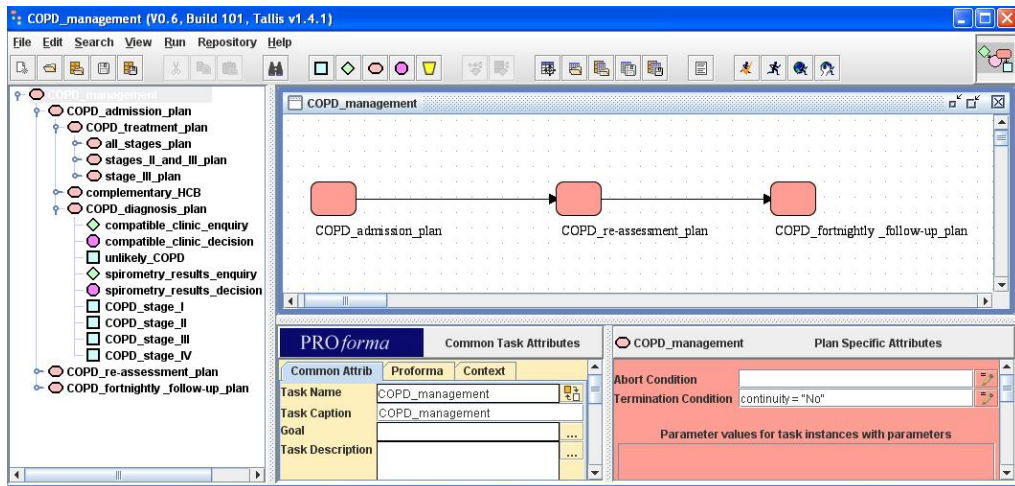 COPD_management (V0.6, Build 101, Tallis v1.4.1)
File Edit Search View Run Repository Help
COPD_management
COPD_admission_plan
COPD_treatment_plan
all_stages_plan
stages_II_and_III_plan
stage_III_plan
complementary_HCB
COPD_diagnosis_plan
compatible_clinic_enquiry
compatible_clinic_decision
unlikely_COPD
spirometry_results_enquiry
spirometry_results_decision
COPD_stage_I
COPD_stage_II
COPD_stage_III
COPD_stage_IV
COPD_re-assessment_plan
COPD_fortnightly _follow-up_plan
COPD_management
COPD_admission_plan COPD_re-assessment_plan COPD_fortnightly _follow-up_plan
PROforma Common Task Attributes
Common Attrib Proforma Context
Task Name COPD_management
Task Caption COPD_management
Goal ...
Task Description ...
COPD_management Plan Specific Attributes
Abort Condition
Termination Condition continuity = "No"
Parameter values for task instances with parameters